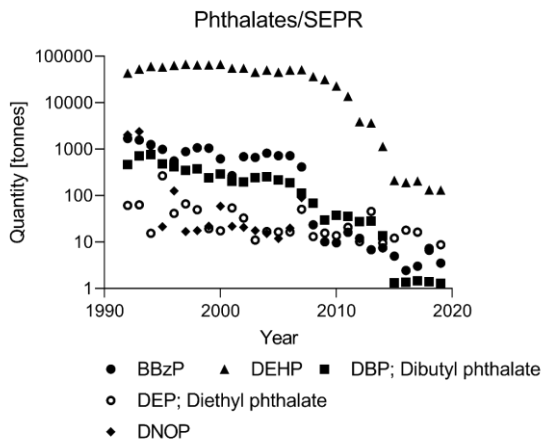 Phthalates/SEPR
Quantity [tonnes]
100000
10000
1000
100
10
1
1990 2000 2010 2020
Year
BBzP DEHP DBP; Dibutyl phthalate
DEP; Diethyl phthalate
DNOP